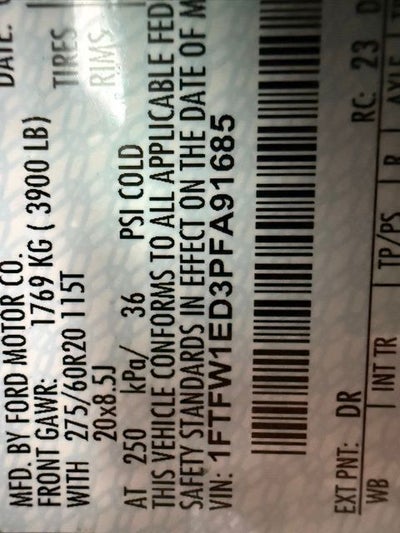 DATE:
MFD. BY FORD MOTOR CO.
FRONT GAWR: 1769 KG ( 3900 LB)
WITH 275/60R20 115T TIRES
20x8.5J RIMS
AT 250 kPa/ 36 PSI COLD
THIS VEHICLE CONFORMS TO ALL APPLICABLE FED
SAFETY STANDARDS IN EFFECT ON THE DATE OF M
VIN: 1FTFW1ED3PFA91685
EXT PNT: DR RC: 23 D
WB INT TR TP/PS R AXLE